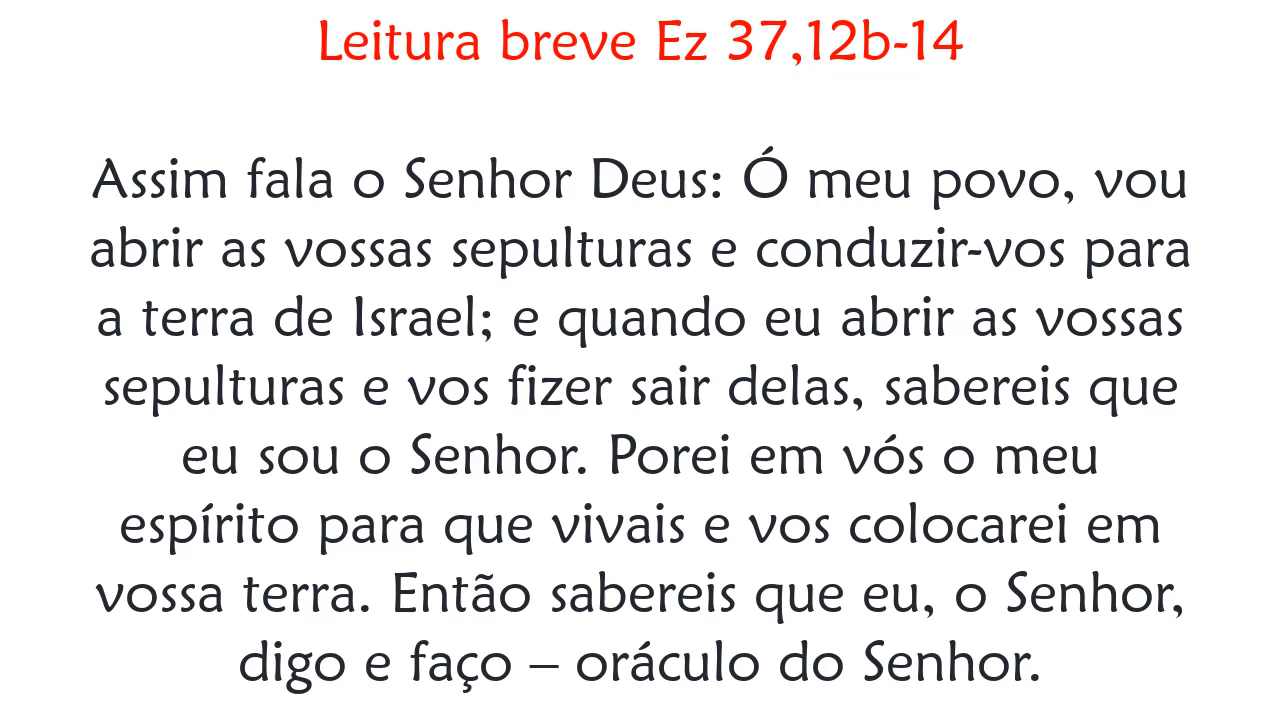 Leitura breve Ez 37,12b-14
Assim fala o Senhor Deus: Ó meu povo, vou
abrir as vossas sepulturas e conduzir-vos para
a terra de Israel; e quando eu abrir as vossas
sepulturas e vos fizer sair delas, sabereis que
eu sou o Senhor. Porei em vós o meu
espírito para que vivais e vos colocarei em
vossa terra. Então sabereis que eu, o Senhor,
digo e faço – oráculo do Senhor.